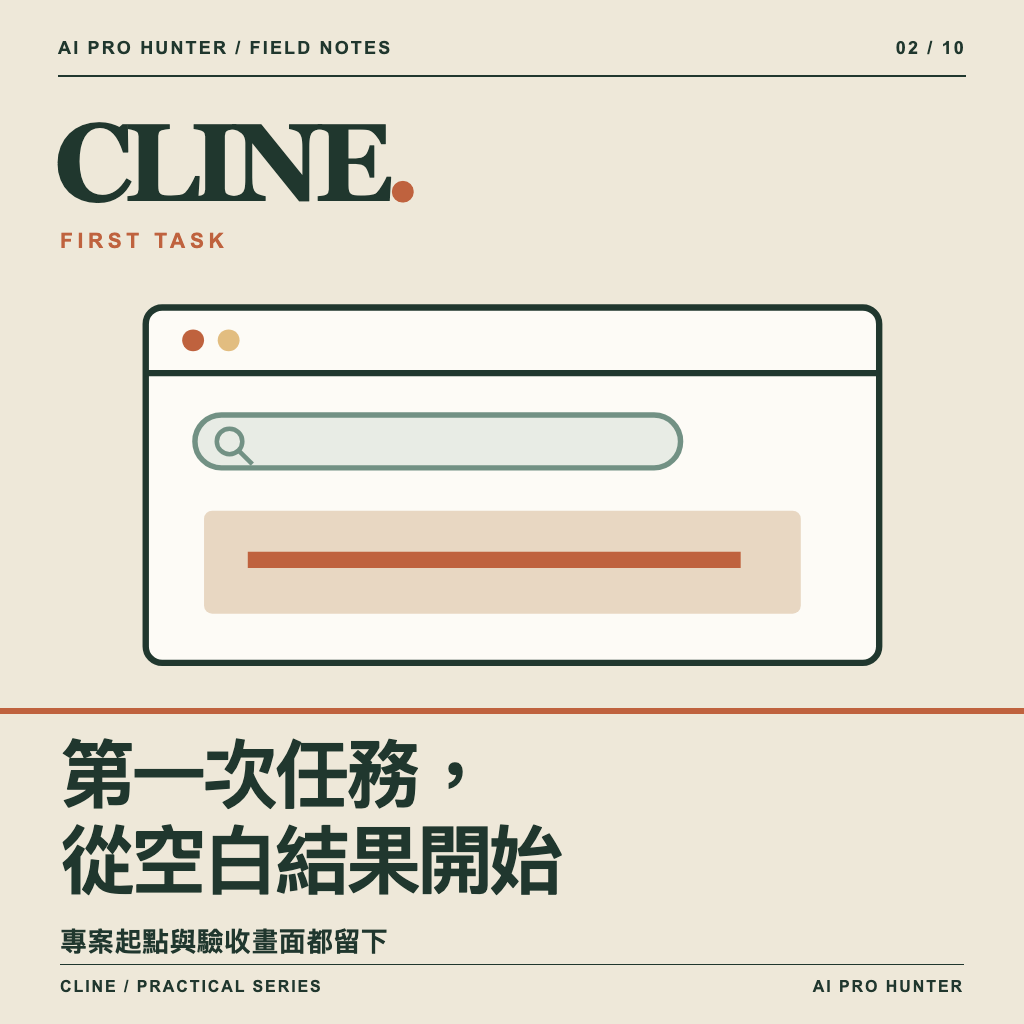 AI PRO HUNTER / FIELD NOTES
02 / 10
CLINE.
FIRST TASK
第一次任務，
從空白結果開始
專案起點與驗收畫面都留下
CLINE / PRACTICAL SERIES
AI PRO HUNTER